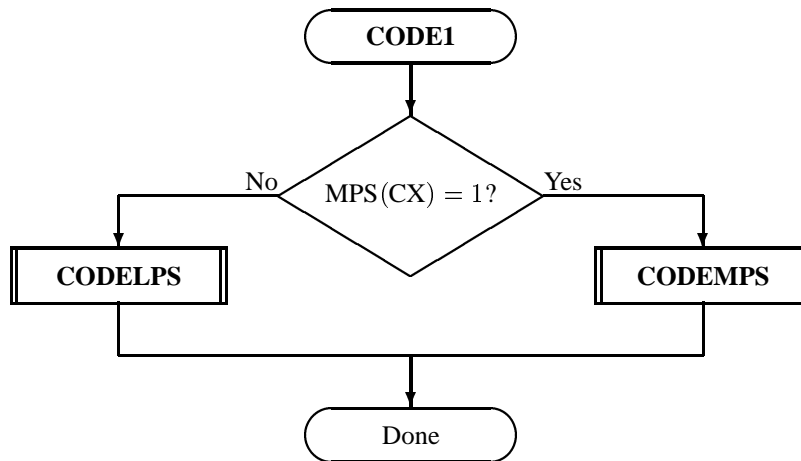 CODE1
No
Yes
MPS(CX) = 1?
CODELPS
CODEMPS
Done